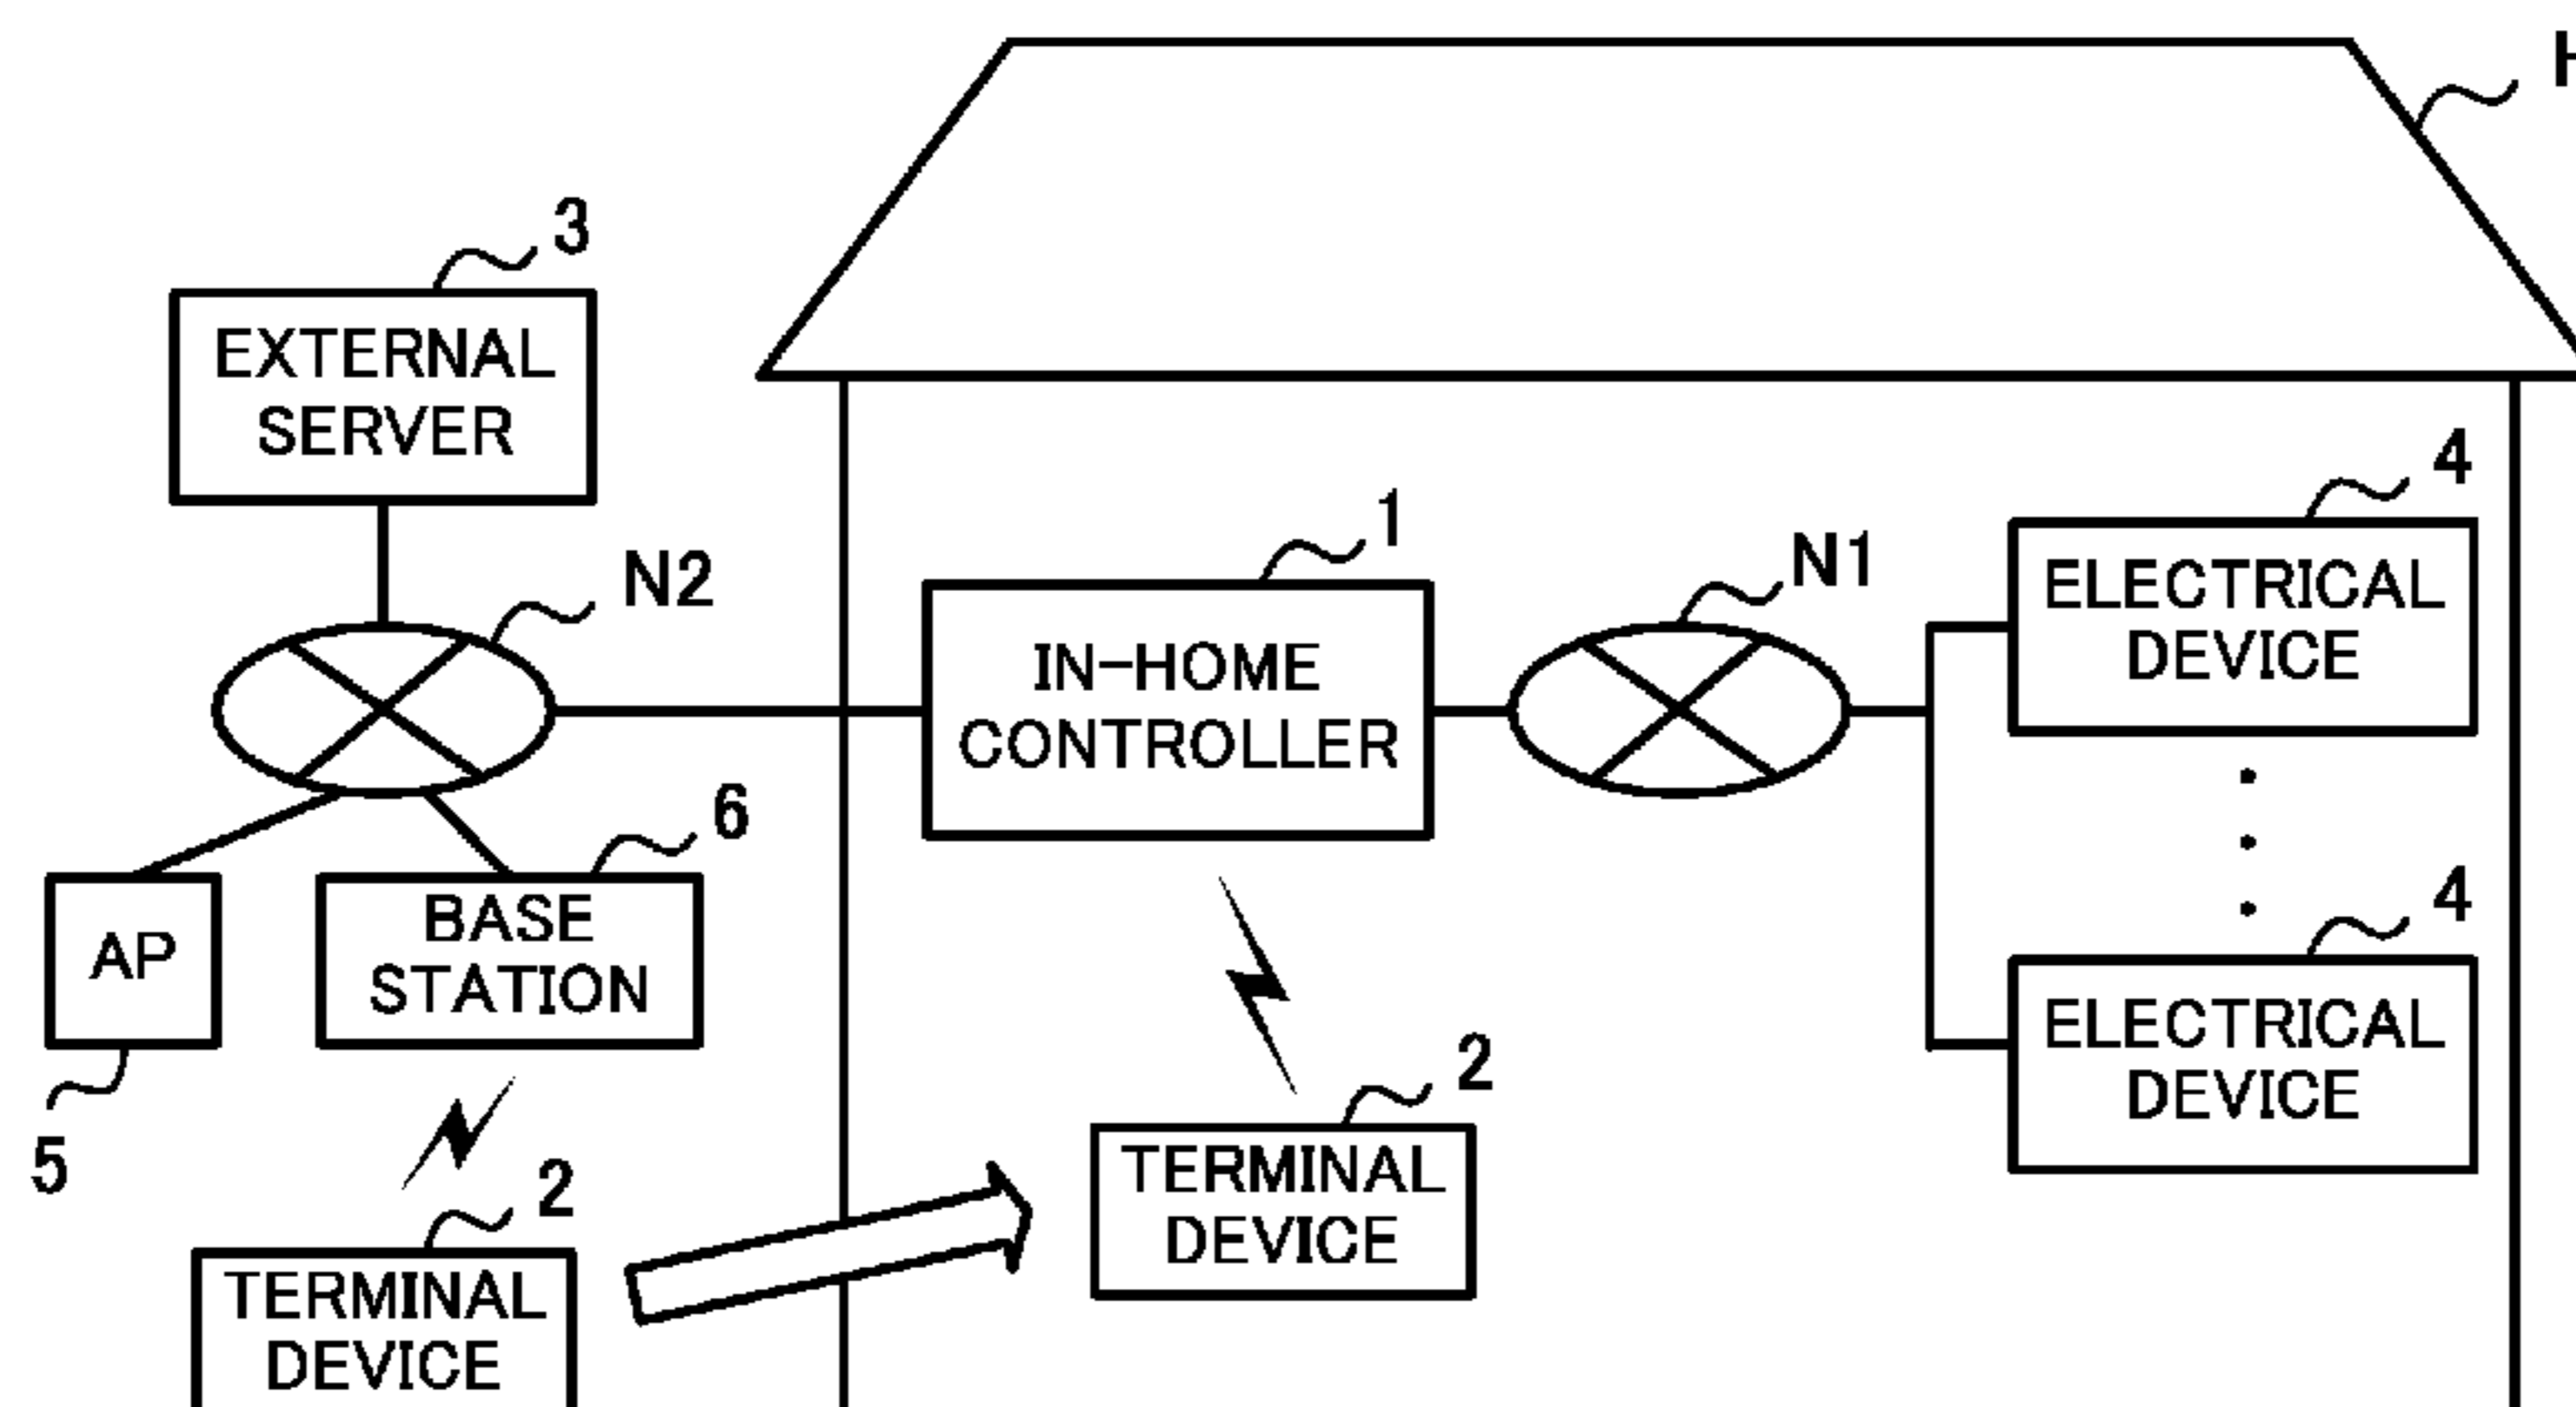 H
3
EXTERNAL
SERVER
N2
1
IN-HOME
CONTROLLER
N1
4
ELECTRICAL
DEVICE
6
AP
BASE
STATION
5
4
ELECTRICAL
DEVICE
2
TERMINAL
DEVICE
2
TERMINAL
DEVICE